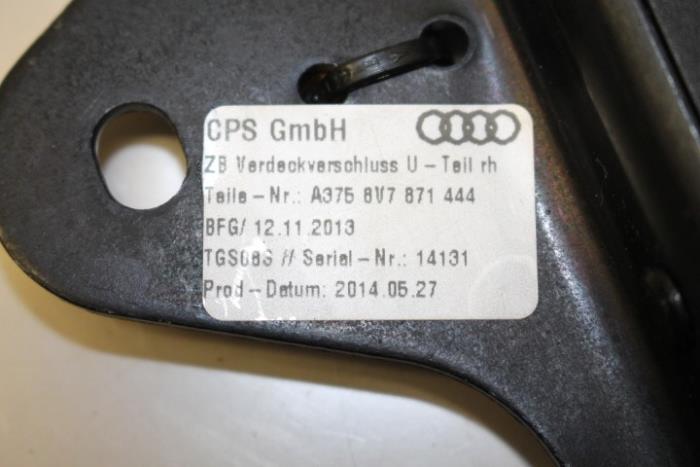 CPS GmbH
ZB Verdeckverschluss U - Teil rh
Teile - Nr.: A375 8V7 871 444
BFG/ 12.11.2013
// Serial - Nr.: 14131
Prod - Datum: 2014.05.27